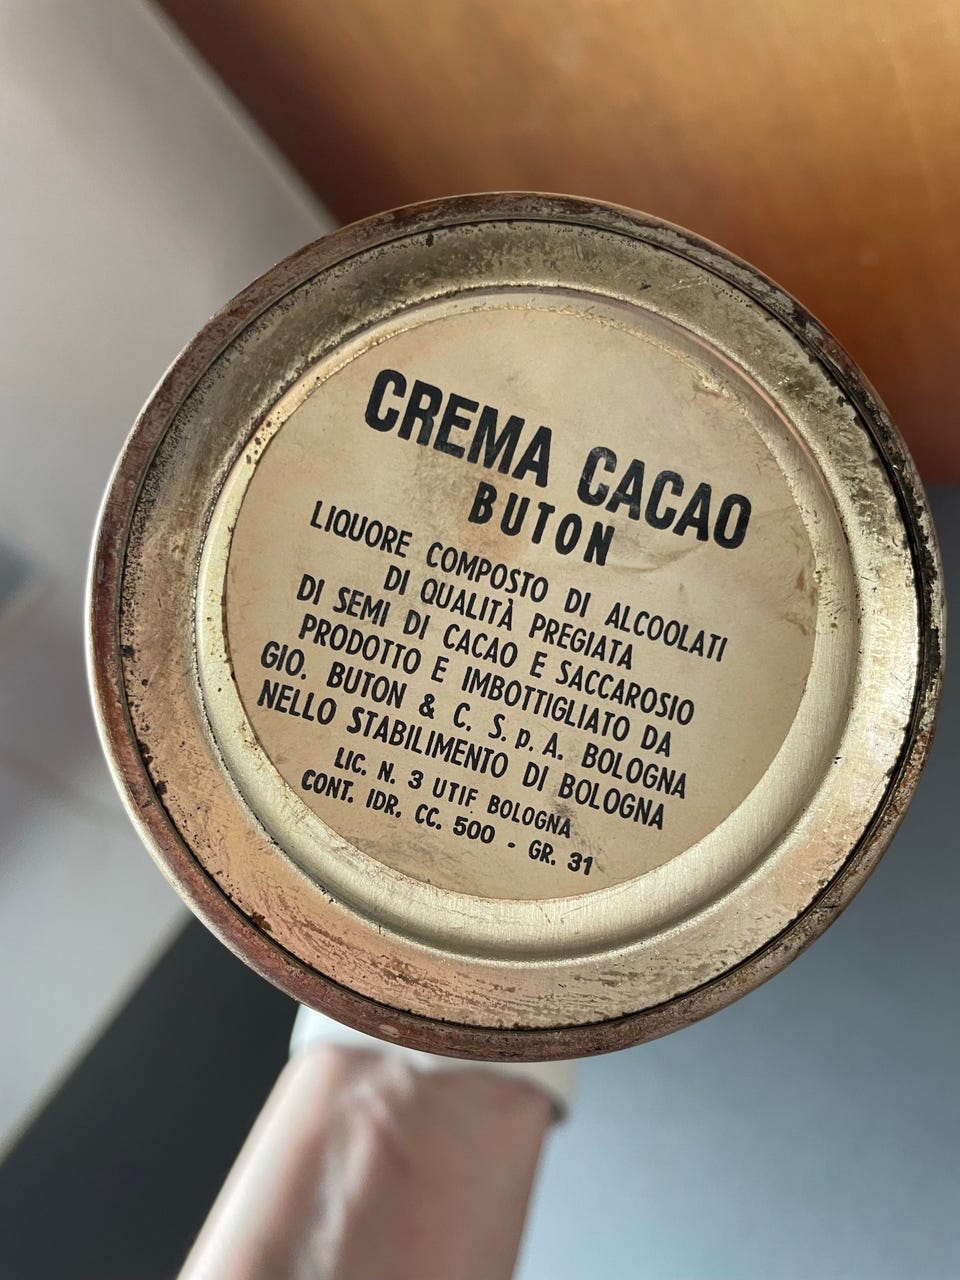 CREMA CACAO
BUTON
LIQUORE COMPOSTO DI ALCOOLATI
DI QUALITÀ PREGIATA
DI SEMI DI CACAO E SACCAROSIO
PRODOTTO E IMBOTTIGLIATO DA
GIO. BUTON & C. S. p. A. BOLOGNA
NELLO STABILIMENTO DI BOLOGNA
LIC. N. 3 UTIF BOLOGNA
CONT. IDR. CC. 500 - GR. 31